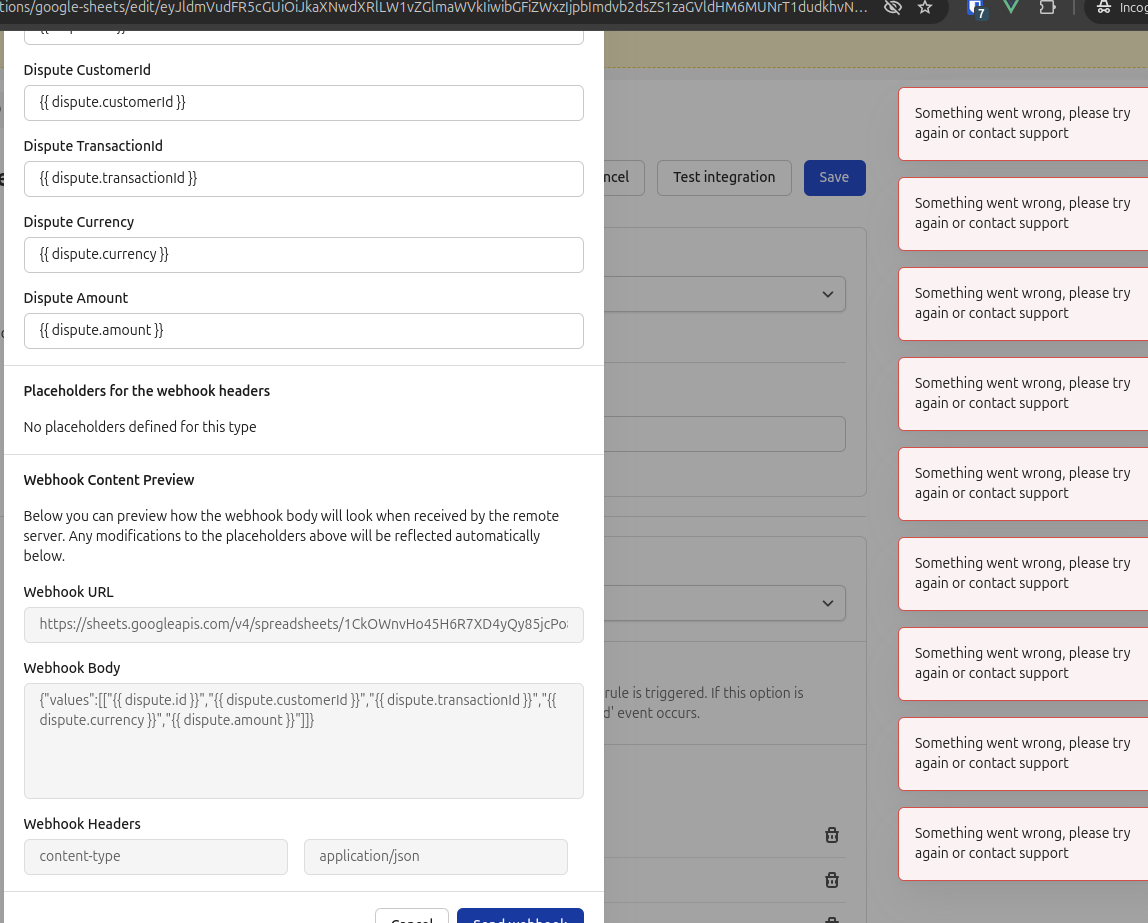 tions/google-sheets/edit/eyJldmVudFR5cGUiOiJkaXNwdXRlLW1vZGlmaWVkIiwibGFiZWxzIjpbImdvb2dsZS1zaGVldHM6MUNrT1dudkhvN...
7
Incog
Dispute CustomerId
{{ dispute.customerId }}
Dispute TransactionId
{{ dispute.transactionId }}
Dispute Currency
{{ dispute.currency }}
Dispute Amount
{{ dispute.amount }}
Placeholders for the webhook headers
No placeholders defined for this type
Webhook Content Preview
Below you can preview how the webhook body will look when received by the remote
server. Any modifications to the placeholders above will be reflected automatically
below.
Webhook URL
https://sheets.googleapis.com/v4/spreadsheets/1CkOWnvHo45H6R7XD4yQy85jcPo
Webhook Body
{"values":[["{{ dispute.id }}","{{ dispute.customerId }}","{{ dispute.transactionId }}","{{
dispute.currency }}","{{ dispute.amount }}"]]}
Webhook Headers
content-type
application/json
Cancel
Send webhook
ncel
Test integration
Save
rule is triggered. If this option is
d' event occurs.
Something went wrong, please try
again or contact support
Something went wrong, please try
again or contact support
Something went wrong, please try
again or contact support
Something went wrong, please try
again or contact support
Something went wrong, please try
again or contact support
Something went wrong, please try
again or contact support
Something went wrong, please try
again or contact support
Something went wrong, please try
again or contact support
Something went wrong, please try
again or contact support